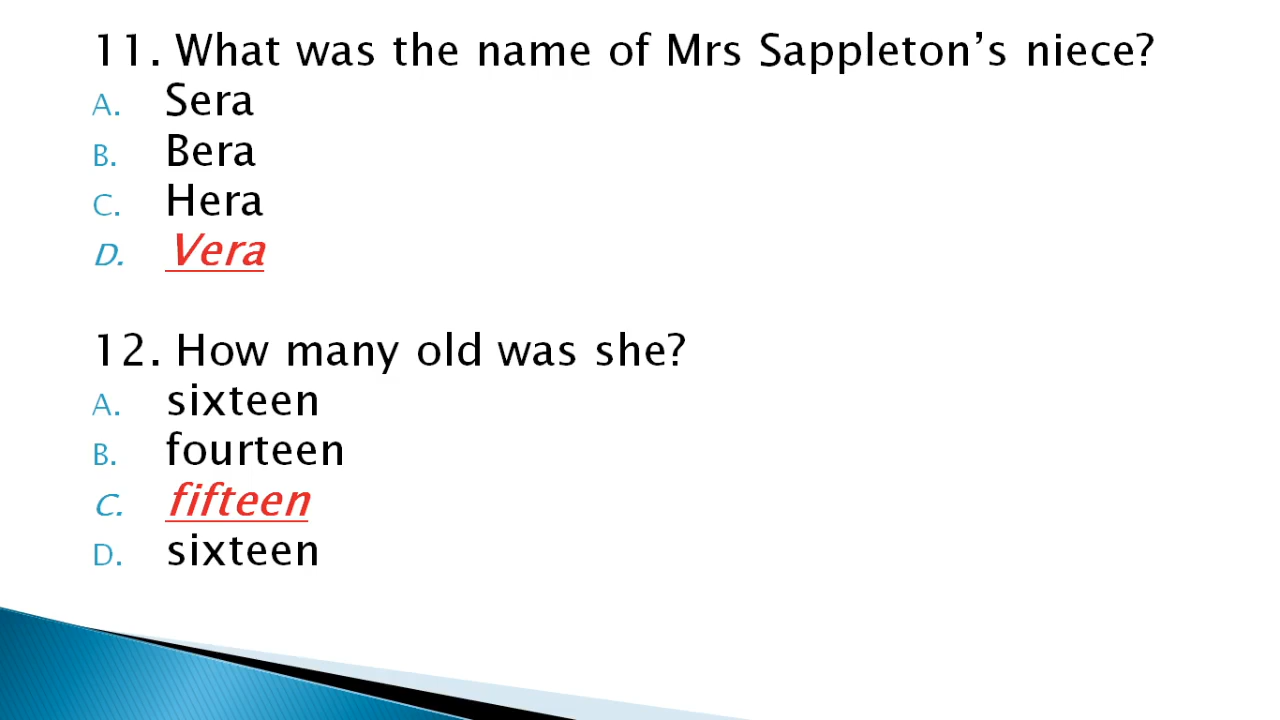 11. What was the name of Mrs Sappleton’s niece?
A. Sera
B. Bera
C. Hera
D. Vera
12. How many old was she?
A. sixteen
B. fourteen
C. fifteen
D. sixteen